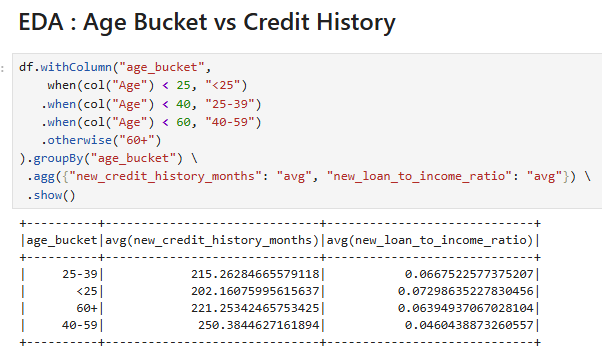 EDA : Age Bucket vs Credit History
:
df.withColumn("age_bucket",
    when(col("Age") < 25, "<25")
   .when(col("Age") < 40, "25-39")
   .when(col("Age") < 60, "40-59")
   .otherwise("60+")
).groupBy("age_bucket") \
 .agg({"new_credit_history_months": "avg", "new_loan_to_income_ratio": "avg"}) \
 .show()
+----------+------------------------------+-----------------------------+
|age_bucket|avg(new_credit_history_months)|avg(new_loan_to_income_ratio)|
+----------+------------------------------+-----------------------------+
|     25-39|            215.26284665579118|           0.0667522577375207|
|       <25|            202.16075995615637|          0.07298635227830456|
|       60+|            221.25342465753425|          0.06394937067028104|
|     40-59|             250.3844627161894|           0.0460438873260557|
+----------+------------------------------+-----------------------------+